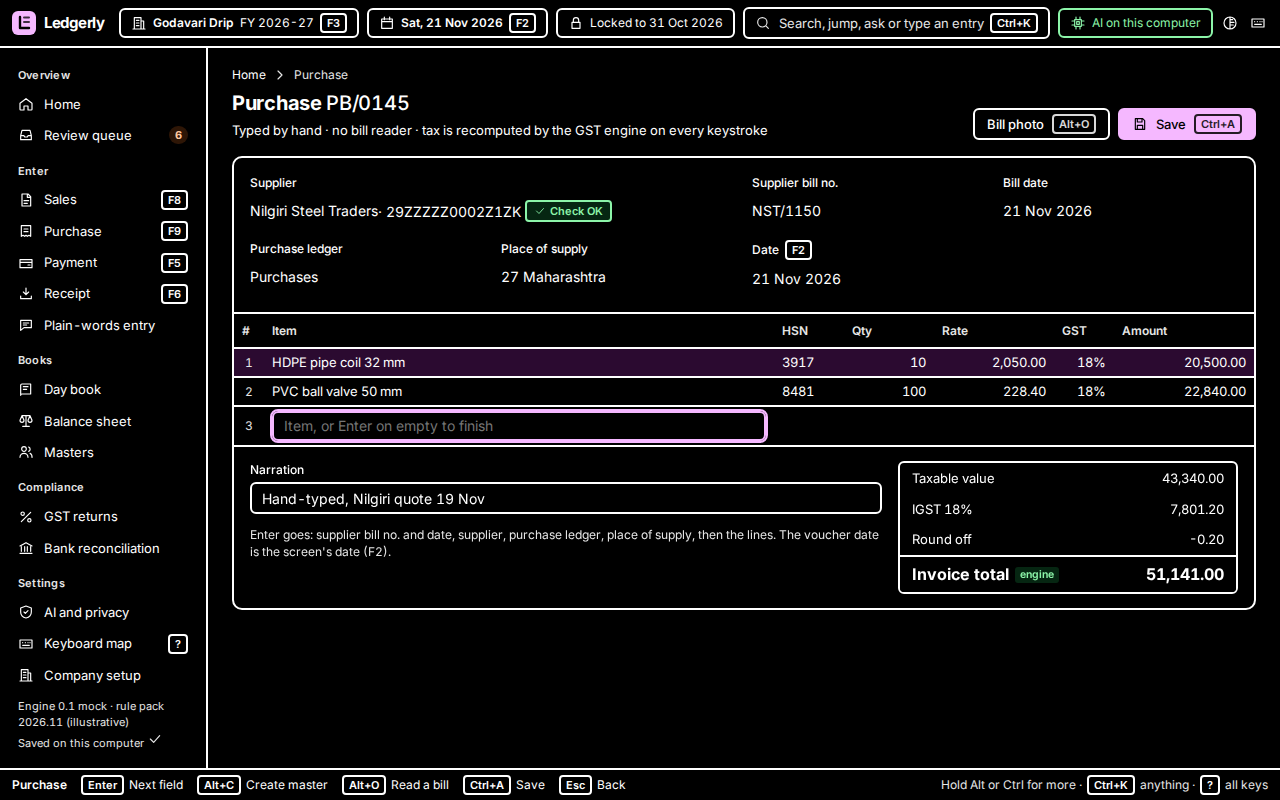 Ledgerly
Godavari Drip FY 2026-27 F3
Sat, 21 Nov 2026 F2
Locked to 31 Oct 2026
Search, jump, ask or type an entry Ctrl+K
AI on this computer
Overview
Home
Review queue 6
Enter
Sales F8
Purchase F9
Payment F5
Receipt F6
Plain-words entry
Books
Day book
Balance sheet
Masters
Compliance
GST returns
Bank reconciliation
Settings
AI and privacy
Keyboard map ?
Company setup
Engine 0.1 mock · rule pack
2026.11 (illustrative)
Saved on this computer
Home Purchase
Purchase PB/0145
Typed by hand · no bill reader · tax is recomputed by the GST engine on every keystroke
Bill photo Alt+O
Save Ctrl+A
Supplier Supplier bill no. Bill date
Nilgiri Steel Traders· 29ZZZZZ0002Z1ZK Check OK NST/1150 21 Nov 2026
Purchase ledger Place of supply Date F2
Purchases 27 Maharashtra 21 Nov 2026
# Item HSN Qty Rate GST Amount
1 HDPE pipe coil 32 mm 3917 10 2,050.00 18% 20,500.00
2 PVC ball valve 50 mm 8481 100 228.40 18% 22,840.00
3 Item, or Enter on empty to finish
Narration
Hand-typed, Nilgiri quote 19 Nov
Enter goes: supplier bill no. and date, supplier, purchase ledger, place of supply, then the lines. The voucher date
is the screen's date (F2).
Taxable value 43,340.00
IGST 18% 7,801.20
Round off -0.20
Invoice total engine 51,141.00
Purchase Enter Next field Alt+C Create master Alt+O Read a bill Ctrl+A Save Esc Back
Hold Alt or Ctrl for more · Ctrl+K anything · ? all keys